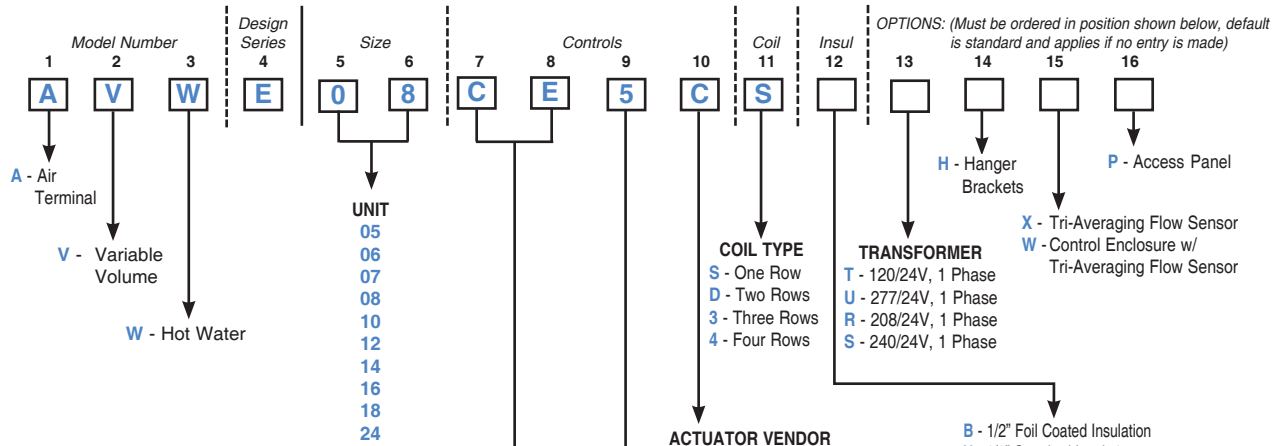 Model Number
Design
Series
Size
Controls
Coil
Insul
OPTIONS: (Must be ordered in position shown below, default
is standard and applies if no entry is made)
1 2 3 4 5 6 7 8 9 10 11 12 13 14 15 16
A V W E 0 8 C E 5 C S
A - Air
Terminal
V - Variable
Volume
W - Hot Water
UNIT
05
06
07
08
10
12
14
16
18
24
COIL TYPE
S - One Row
D - Two Rows
3 - Three Rows
4 - Four Rows
TRANSFORMER
T - 120/24V, 1 Phase
U - 277/24V, 1 Phase
R - 208/24V, 1 Phase
S - 240/24V, 1 Phase
H - Hanger
Brackets
P - Access Panel
X - Tri-Averaging Flow Sensor
W - Control Enclosure w/
Tri-Averaging Flow Sensor
ACTUATOR VENDOR
B - 1/2" Foil Coated Insulation